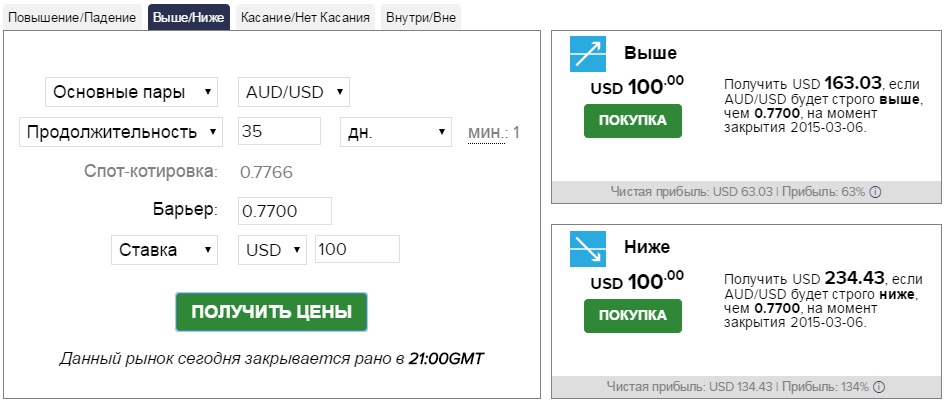 Повышение/Падение Выше/Ниже Касание/Нет Касания Внутри/Вне
Основные пары AUD/USD
Продолжительность 35 дн. мин.: 1
Спот-котировка: 0.7766
Барьер: 0.7700
Ставка USD 100
ПОЛУЧИТЬ ЦЕНЫ
Данный рынок сегодня закрывается рано в 21:00GMT
Выше
USD 100.00
ПОКУПКА
Получить USD 163.03, если
AUD/USD будет строго выше,
чем 0.7700, на момент
закрытия 2015-03-06.
Чистая прибыль: USD 63.03 | Прибыль: 63%
Ниже
USD 100.00
ПОКУПКА
Получить USD 234.43, если
AUD/USD будет строго ниже,
чем 0.7700, на момент
закрытия 2015-03-06.
Чистая прибыль: USD 134.43 | Прибыль: 134%